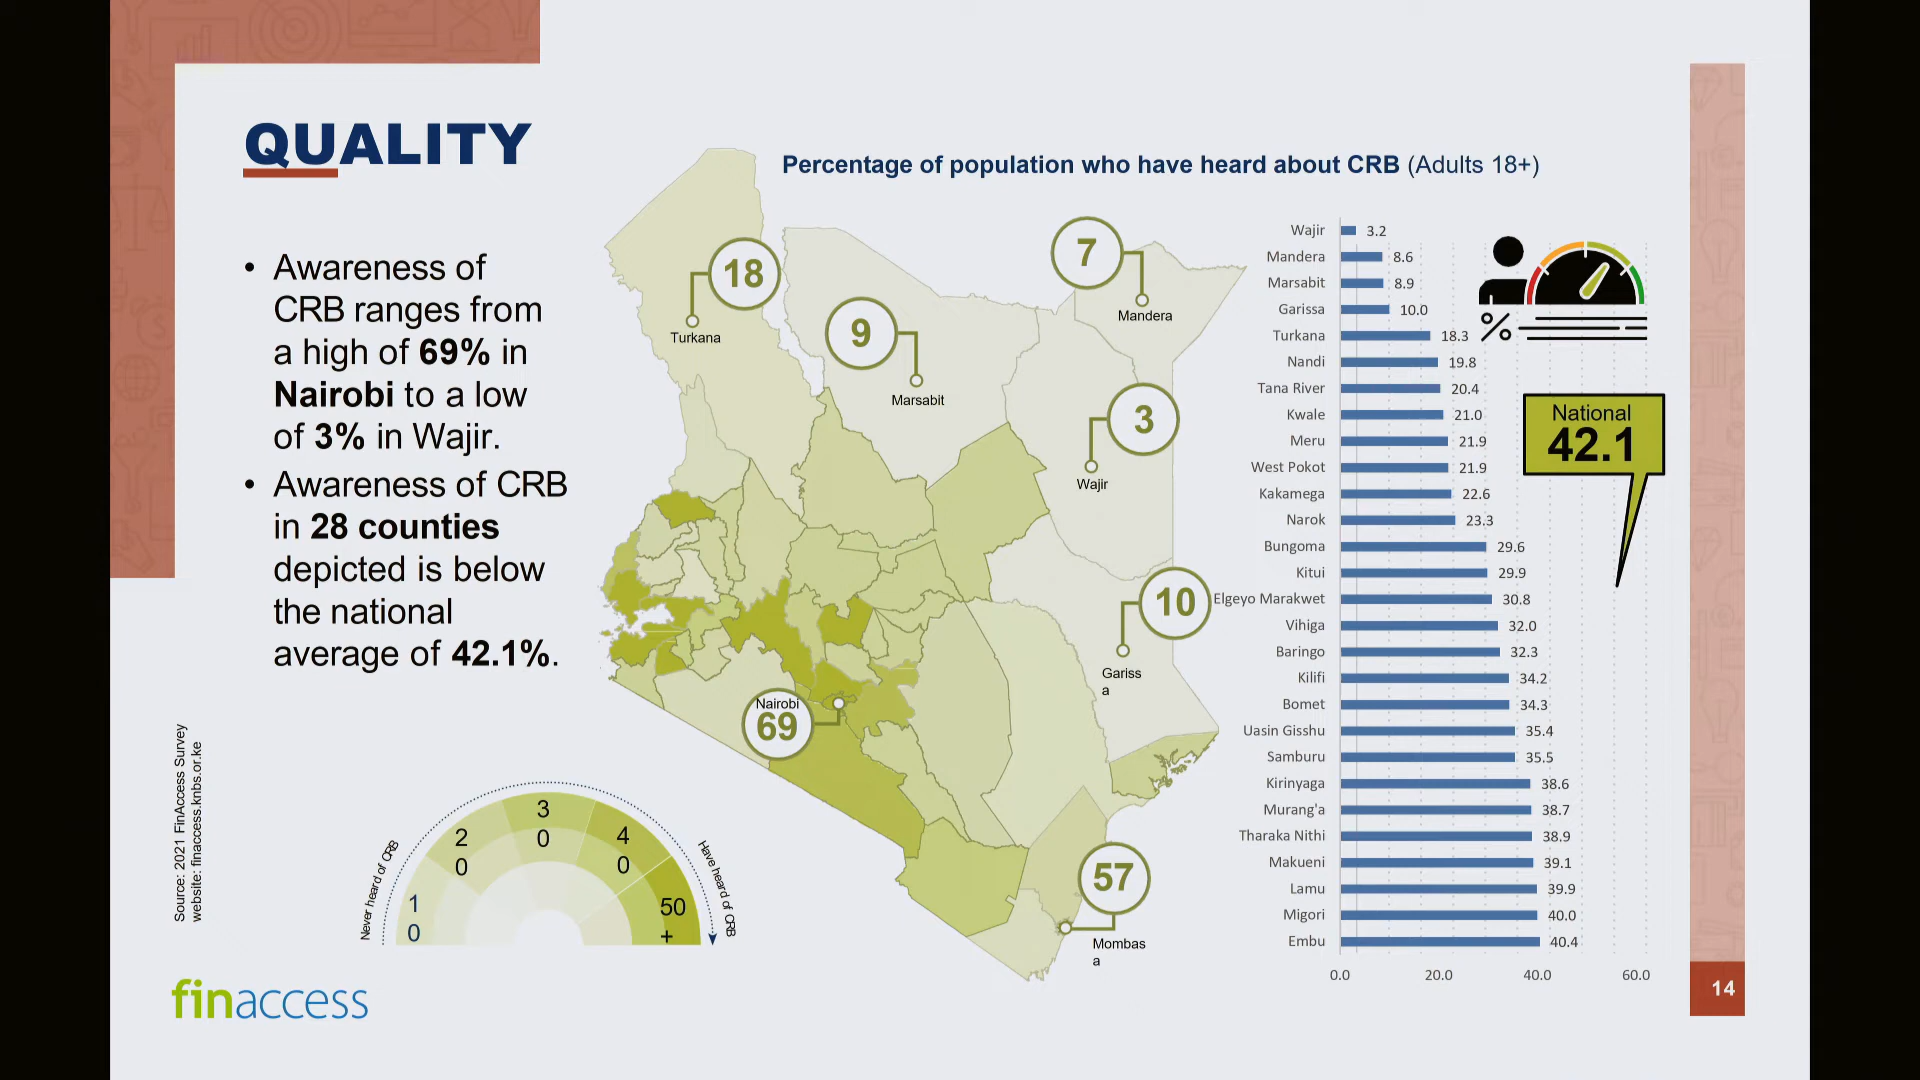 QUALITY
Percentage of population who have heard about CRB (Adults 18+)
• Awareness of
CRB ranges from
a high of 69% in
Nairobi to a low
of 3% in Wajir.
• Awareness of CRB
in 28 counties
depicted is below
the national
average of 42.1%.
Source: 2021 FinAccess Survey
website: finaccess.knbs.or.ke
Never heard of CRB
1
0
2
0
3
0
4
0
50
+
Have heard of CRB
finaccess
18
Turkana
9
Marsabit
7
Mandera
3
Wajir
10
Gariss
a
Nairobi
69
57
Mombas
a
Wajir 3.2
Mandera 8.6
Marsabit 8.9
Garissa 10.0
Turkana 18.3
Nandi 19.8
Tana River 20.4
Kwale 21.0
Meru 21.9
West Pokot 21.9
Kakamega 22.6
Narok 23.3
Bungoma 29.6
Kitui 29.9
Elgeyo Marakwet 30.8
Vihiga 32.0
Baringo 32.3
Kilifi 34.2
Bomet 34.3
Uasin Gisshu 35.4
Samburu 35.5
Kirinyaga 38.6
Murang'a 38.7
Tharaka Nithi 38.9
Makueni 39.1
Lamu 39.9
Migori 40.0
Embu 40.4
0.0 20.0 40.0 60.0
%
National
42.1
14